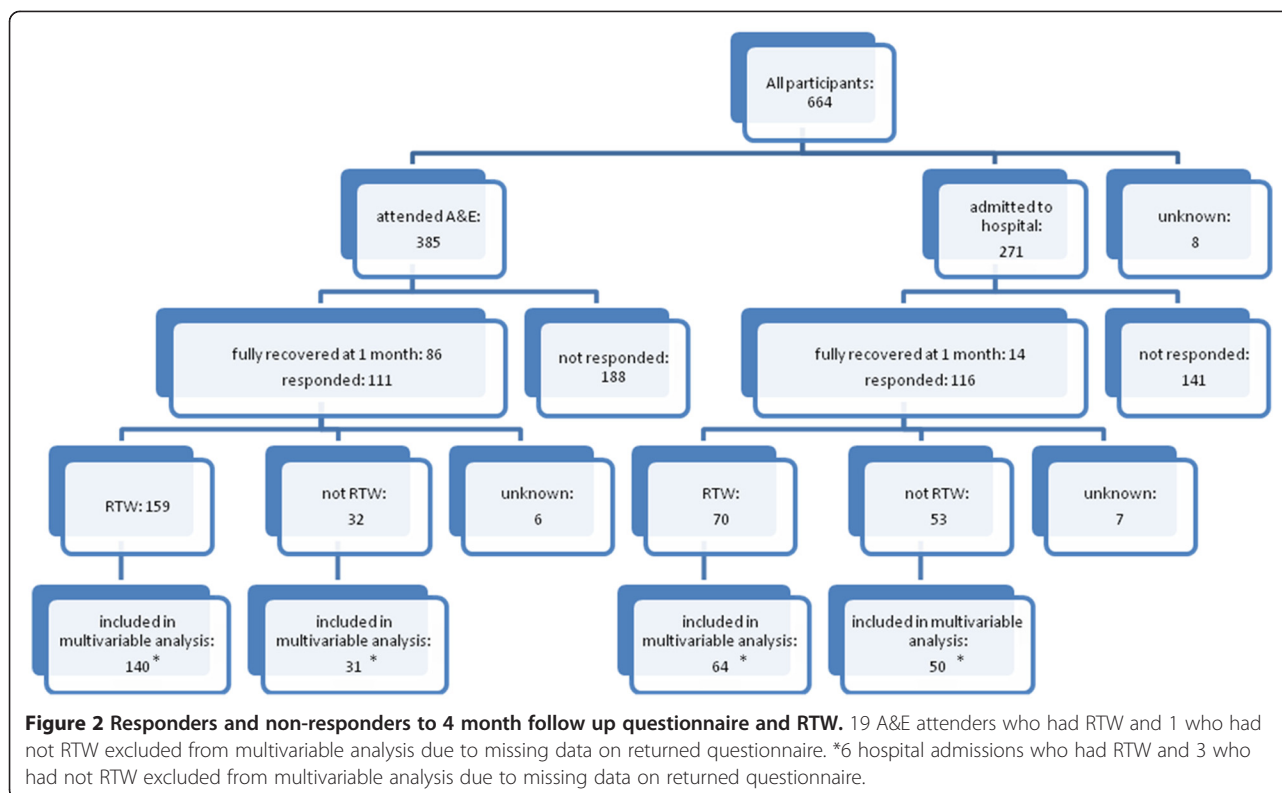 All participants:
664
attended A&E:
385
admitted to
hospital:
271
unknown:
8
fully recovered at 1 month: 86
responded: 111
not responded:
188
fully recovered at 1 month: 14
responded: 116
not responded:
141
RTW: 159
not RTW:
32
unknown:
6
RTW:
70
not RTW:
53
unknown:
7
included in
multivariable analysis:
140 *
included in
multivariable analysis:
31 *
included in
multivariable analysis:
64 *
included in multivariable
analysis:
50 *
Figure 2 Responders and non-responders to 4 month follow up questionnaire and RTW. 19 A&E attenders who had RTW and 1 who had
not RTW excluded from multivariable analysis due to missing data on returned questionnaire. *6 hospital admissions who had RTW and 3 who
had not RTW excluded from multivariable analysis due to missing data on returned questionnaire.